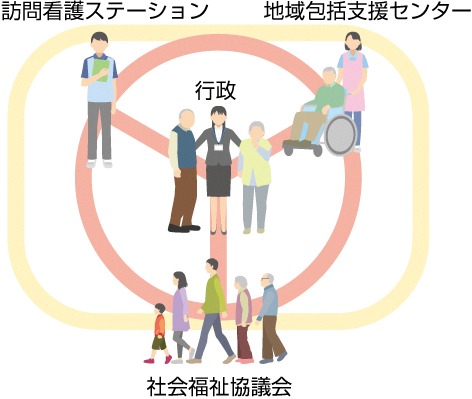 訪問看護ステーション
地域包括支援センター
行政
社会福祉協議会